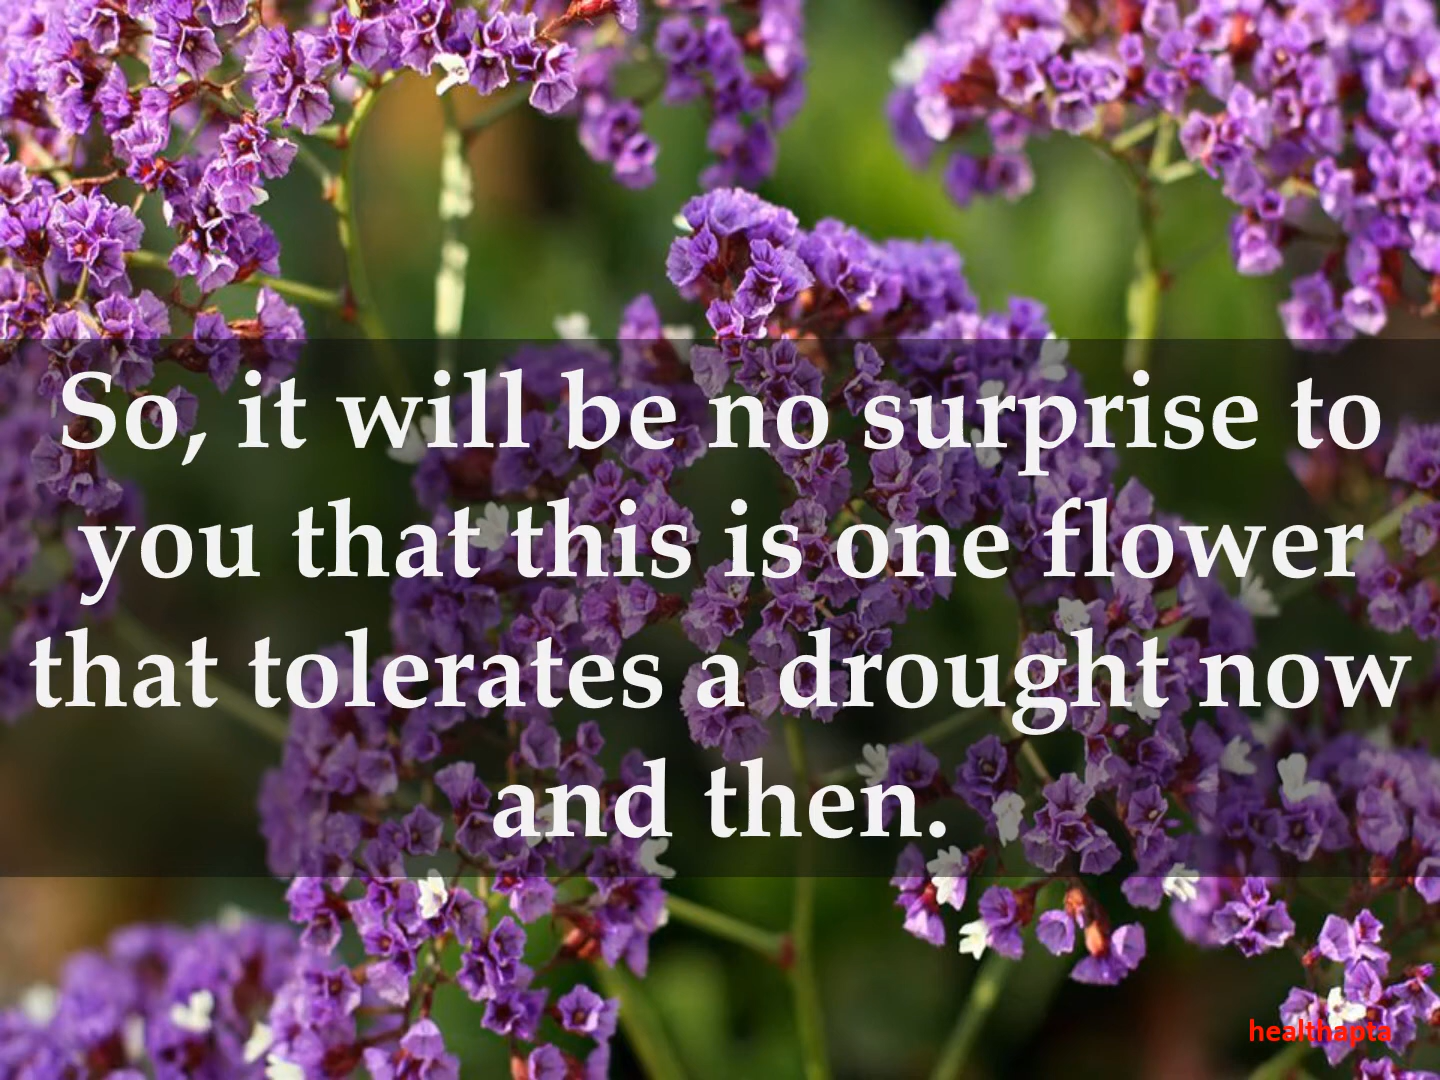 So, it will be no surprise to
you that this is one flower
that tolerates a drought now
and then.
healthapta